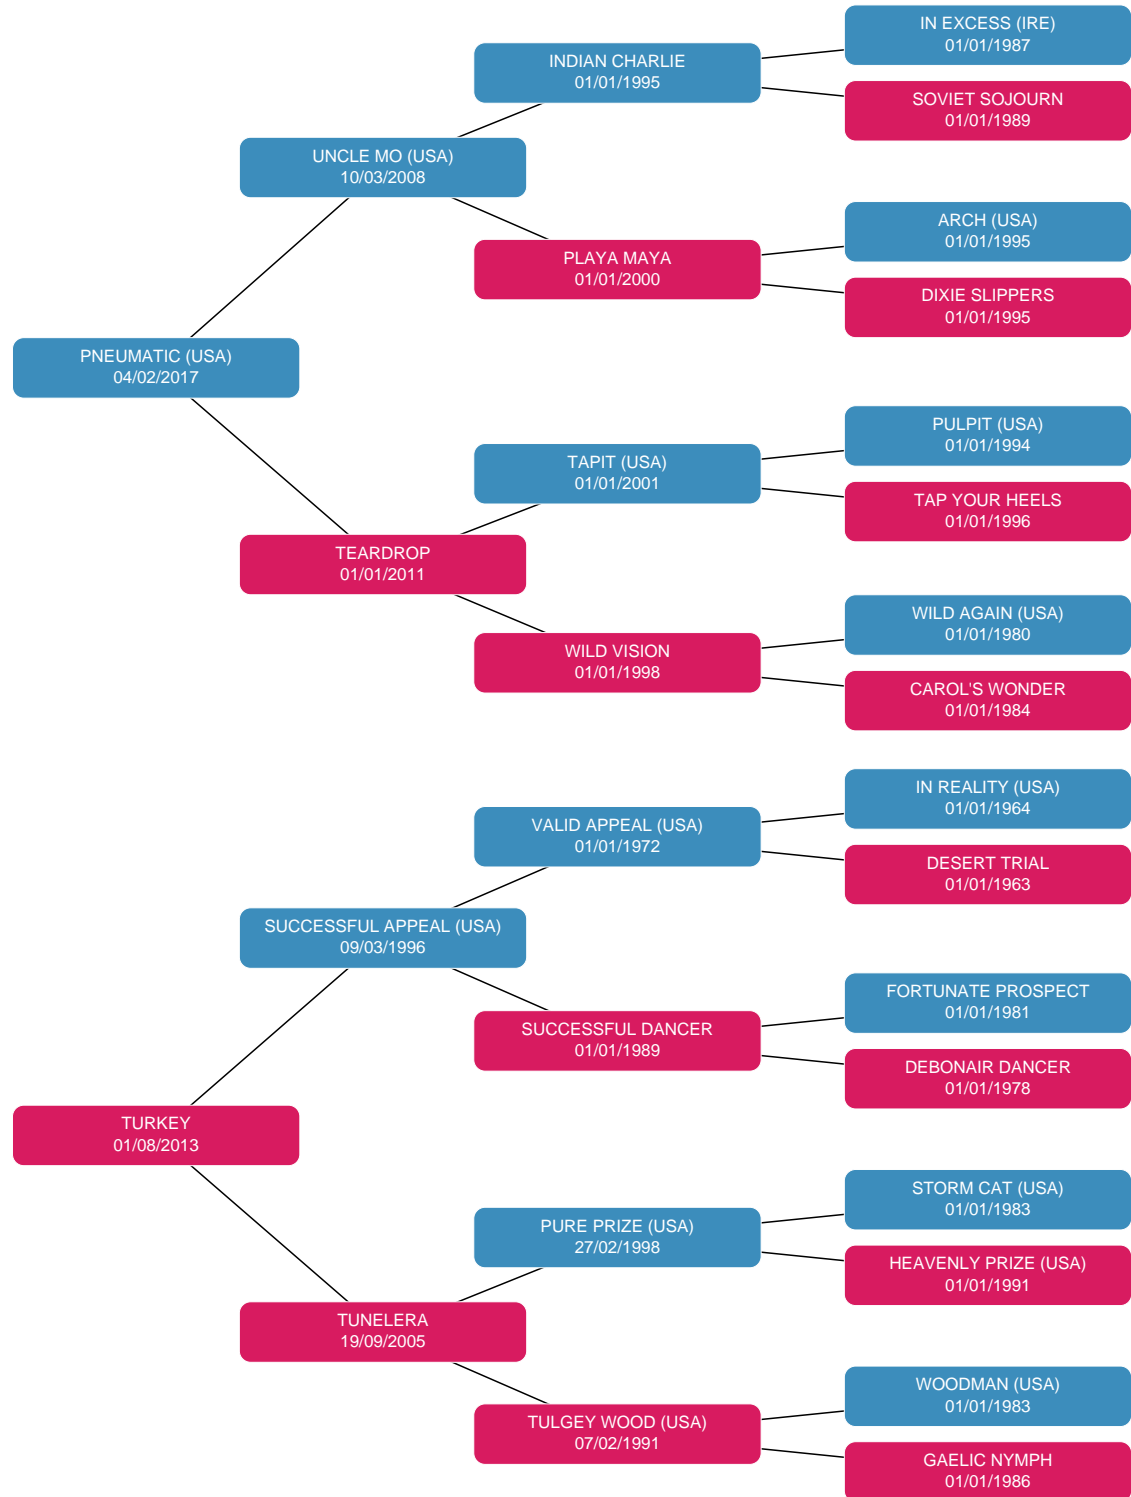 IN EXCESS (IRE)
01/01/1987
INDIAN CHARLIE
01/01/1995
SOVIET SOJOURN
01/01/1989
UNCLE MO (USA)
10/03/2008
ARCH (USA)
01/01/1995
PLAYA MAYA
01/01/2000
DIXIE SLIPPERS
01/01/1995
PNEUMATIC (USA)
04/02/2017
PULPIT (USA)
01/01/1994
TAPIT (USA)
01/01/2001
TAP YOUR HEELS
01/01/1996
TEARDROP
01/01/2011
WILD AGAIN (USA)
01/01/1980
WILD VISION
01/01/1998
CAROL'S WONDER
01/01/1984
IN REALITY (USA)
01/01/1964
VALID APPEAL (USA)
01/01/1972
DESERT TRIAL
01/01/1963
SUCCESSFUL APPEAL (USA)
09/03/1996
FORTUNATE PROSPECT
01/01/1981
SUCCESSFUL DANCER
01/01/1989
DEBONAIR DANCER
01/01/1978
TURKEY
01/08/2013
STORM CAT (USA)
01/01/1983
PURE PRIZE (USA)
27/02/1998
HEAVENLY PRIZE (USA)
01/01/1991
TUNELERA
19/09/2005
WOODMAN (USA)
01/01/1983
TULGEY WOOD (USA)
07/02/1991
GAELIC NYMPH
01/01/1986